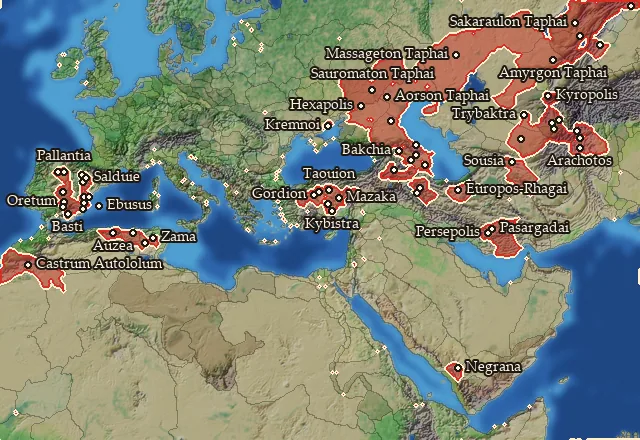 Sakaraulon Taphai
Massageton Taphai
Sauromaton Taphai
Amyrgon Taphai
Hexapolis
Aorson Taphai
Kyropolis
Kremnoi
Trybaktra
Bakchia
Pallantia
Sousia
Arachotos
Salduie
Taouion
Gordion
Mazaka
Europos-Rhagai
Oretum
Ebusus
Basti
Kybistra
Persepolis
Pasargadai
Auzea
Zama
Castrum Autololum
Negrana